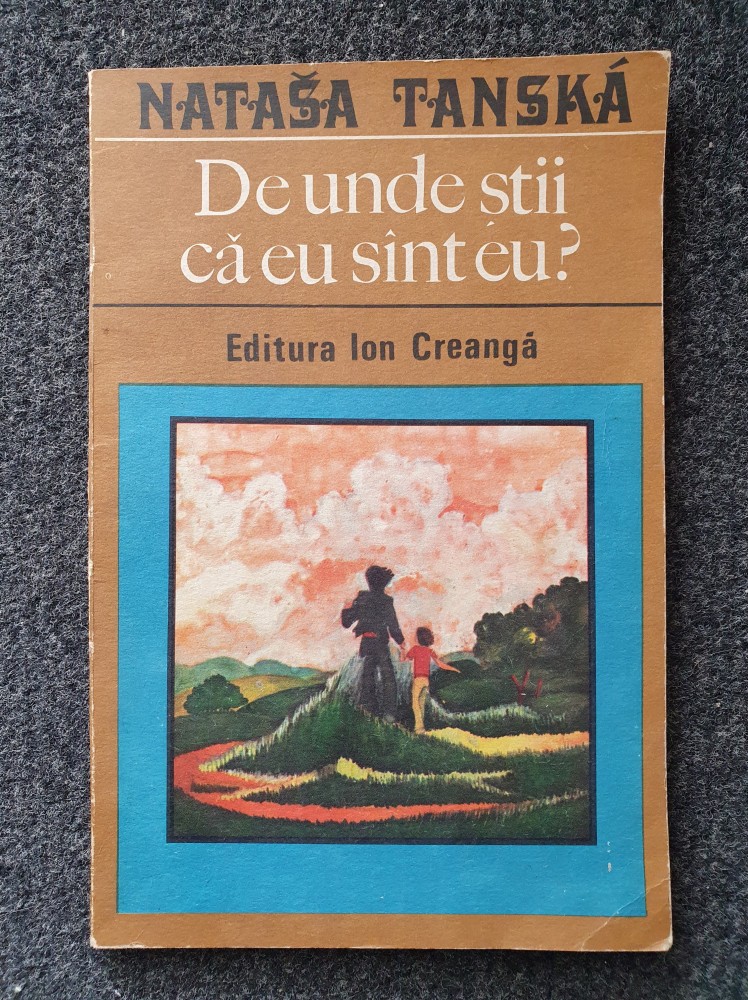 NATAŠA TANSKÁ
De unde știi
că eu sînt eu?
Editura Ion Creangă